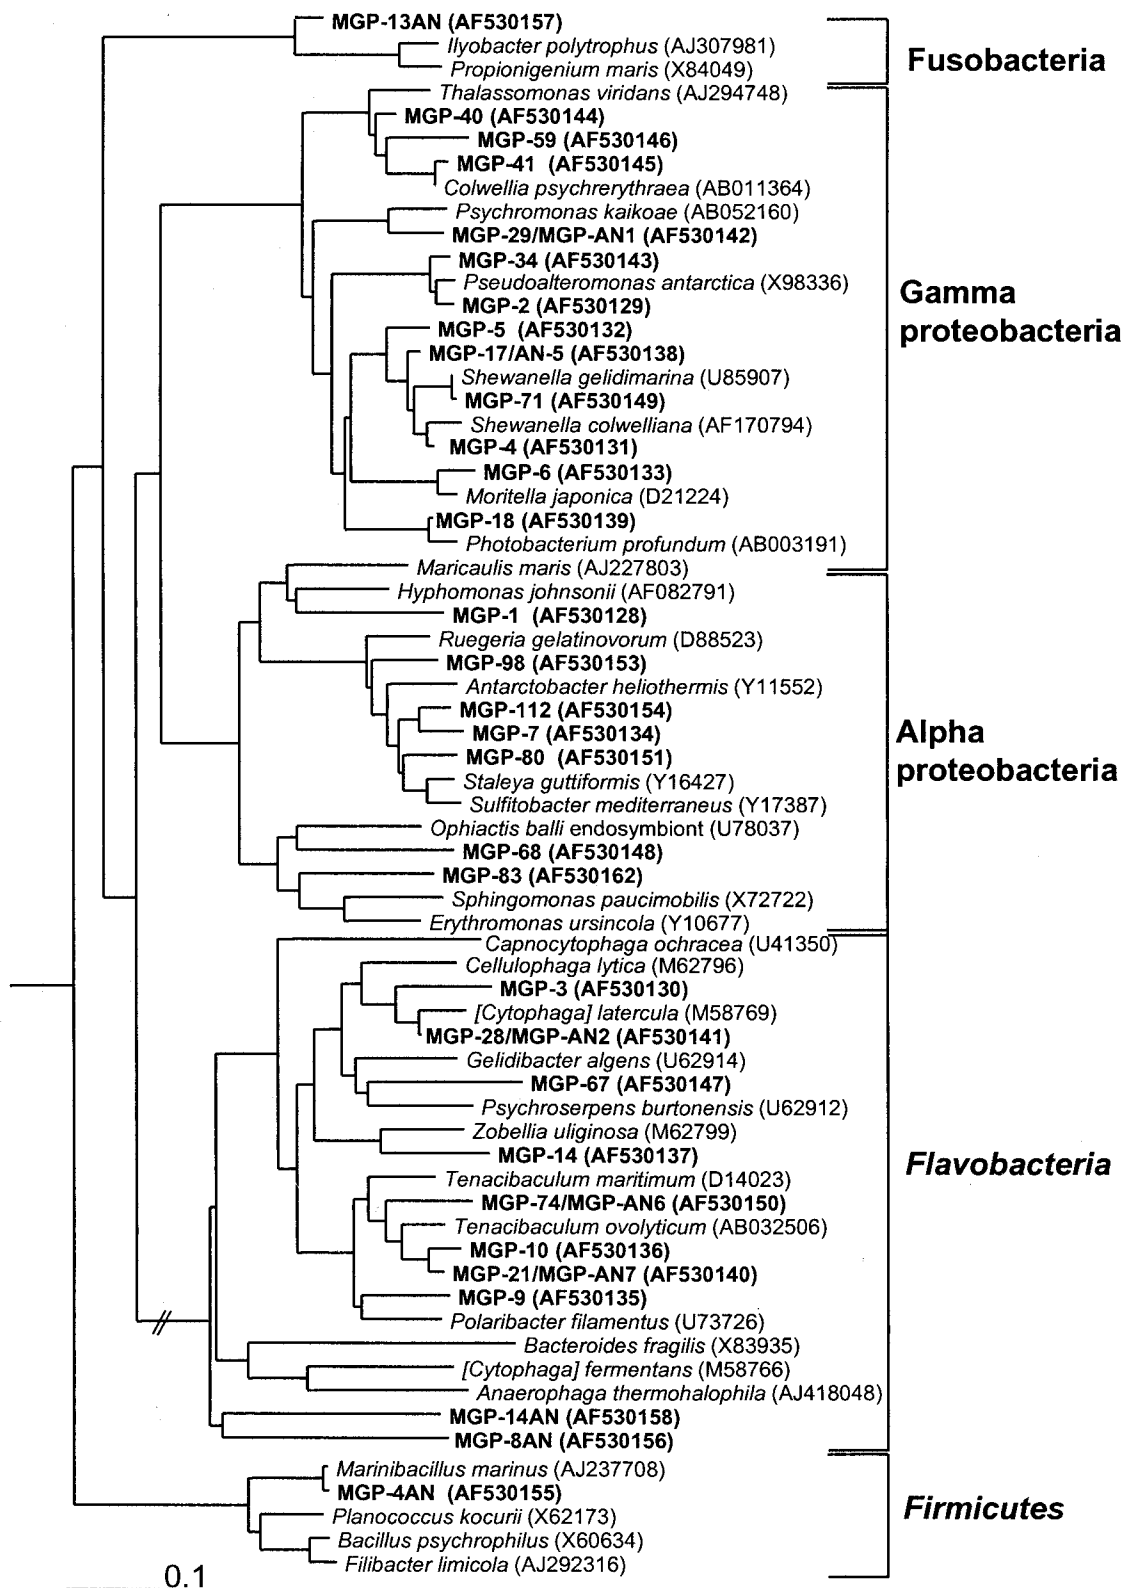 MGP-13AN (AF530157)
Ilyobacter polytrophus (AJ307981)
Fusobacteria
Propionigenium maris (X84049)
Thalassomonas viridans (AJ294748)
MGP-40 (AF530144)
MGP-59 (AF530146)
MGP-41 (AF530145)
Colwellia psychrerythraea (AB011364)
Psychromonas kaikoae (AB052160)
MGP-29/MGP-AN1 (AF530142)
MGP-34 (AF530143)
Pseudoalteromonas antarctica (X98336)
Gamma
proteobacteria
MGP-2 (AF530129)
MGP-5 (AF530132)
MGP-17/AN-5 (AF530138)
Shewanella gelidimarina (U85907)
MGP-71 (AF530149)
Shewanella colwelliana (AF170794)
MGP-4 (AF530131)
MGP-6 (AF530133)
Moritella japonica (D21224)
MGP-18 (AF530139)
Photobacterium profundum (AB003191)
Maricaulis maris (AJ227803)
Hyphomonas johnsonii (AF082791)
MGP-1 (AF530128)
Ruegeria gelatinovorum (D88523)
MGP-98 (AF530153)
Antarctobacter heliothermis (Y11552)
MGP-112 (AF530154)
MGP-7 (AF530134)
Alpha
proteobacteria
MGP-80 (AF530151)
Staleya guttiformis (Y16427)
Sulfitobacter mediterraneus (Y17387)
Ophiactis balli endosymbiont (U78037)
MGP-68 (AF530148)
MGP-83 (AF530162)
Sphingomonas paucimobilis (X72722)
Erythromonas ursincola (Y10677)
Capnocytophaga ochracea (U41350)
Cellulophaga lytica (M62796)
MGP-3 (AF530130)
[Cytophaga] latercula (M58769)
MGP-28/MGP-AN2 (AF530141)
Gelidibacter algens (U62914)
MGP-67 (AF530147)
Psychroserpens burtonensis (U62912)
Zobellia uliginosa (M62799)
MGP-14 (AF530137)
Flavobacteria
Tenacibaculum maritimum (D14023)
MGP-74/MGP-AN6 (AF530150)
Tenacibaculum ovolyticum (AB032506)
MGP-10 (AF530136)
MGP-21/MGP-AN7 (AF530140)
MGP-9 (AF530135)
Polaribacter filamentus (U73726)
Bacteroides fragilis (X83935)
[Cytophaga] fermentans (M58766)
Anaerophaga thermohalophila (AJ418048)
MGP-14AN (AF530158)
MGP-8AN (AF530156)
Marinibacillus marinus (AJ237708)
MGP-4AN (AF530155)
Firmicutes
Planococcus kocurii (X62173)
Bacillus psychrophilus (X60634)
Filibacter limicola (AJ292316)
0.1